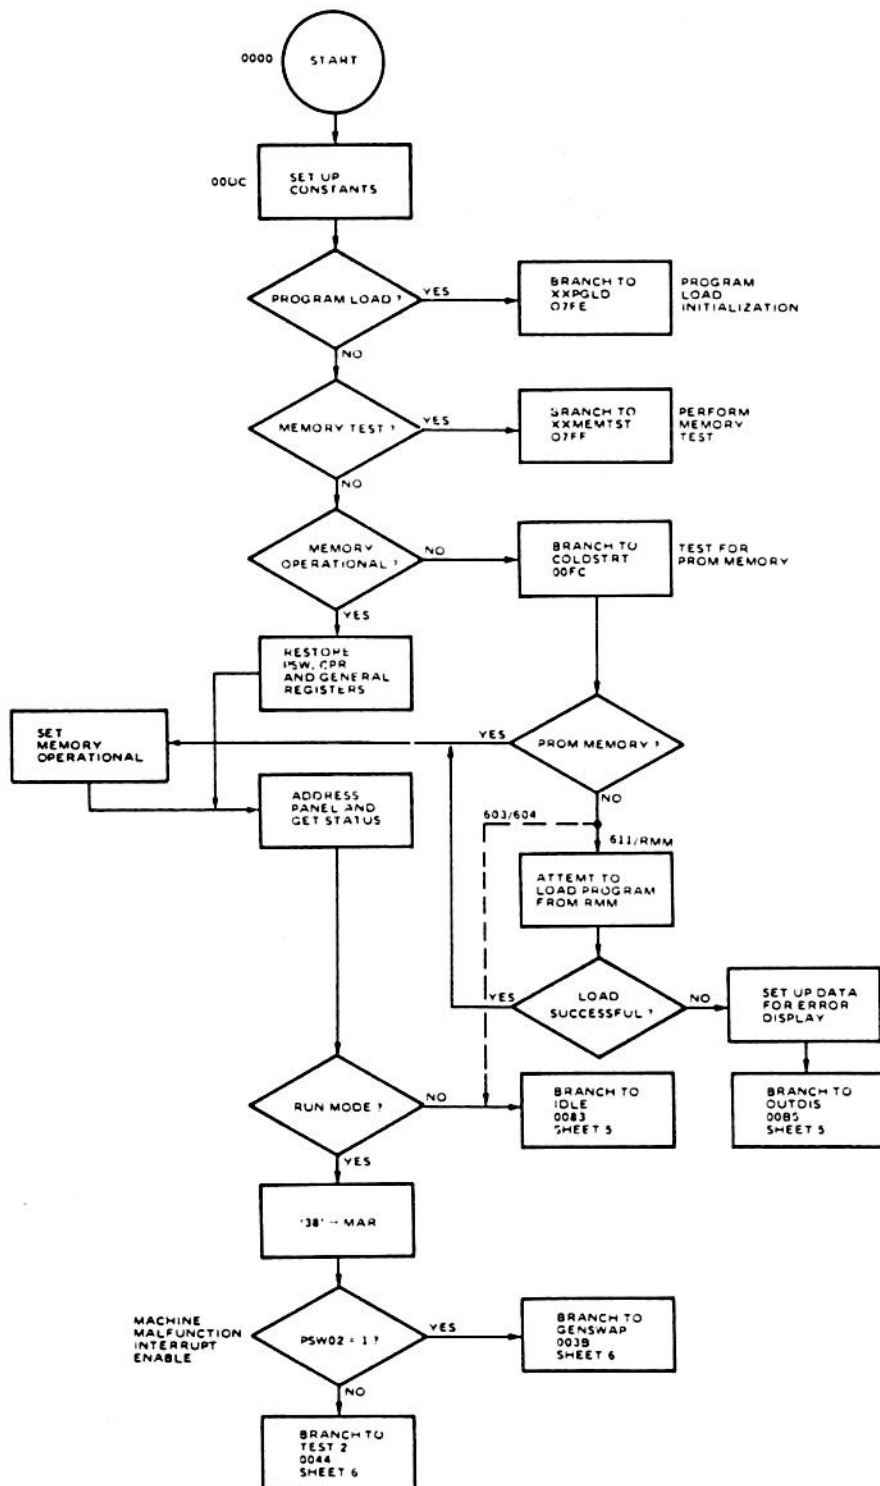 0000
START
000C
SET UP
CONSTANTS
PROGRAM LOAD ?
YES
BRANCH TO
XXPGLD
07FE
PROGRAM
LOAD
INITIALIZATION
NO
MEMORY TEST ?
YES
BRANCH TO
XXMEMTST
07FF
PERFORM
MEMORY
TEST
NO
MEMORY
OPERATIONAL ?
NO
BRANCH TO
COLDSTRT
00FC
TEST FOR
PROM MEMORY
YES
RESTORE
PSW, CPR
AND GENERAL
REGISTERS
SET
MEMORY
OPERATIONAL
YES
PROM MEMORY ?
ADDRESS
PANEL AND
GET STATUS
NO
603/604
611/RMM
ATTEMT TO
LOAD PROGRAM
FROM RMM
YES
LOAD
SUCCESSFUL ?
NO
SET UP DATA
FOR ERROR
DISPLAY
RUN MODE ?
NO
BRANCH TO
IDLE
0083
SHEET 5
BRANCH TO
OUTDIS
00B5
SHEET 5
YES
'38' → MAR
MACHINE
MALFUNCTION
INTERRUPT
ENABLE
PSW02 = 1 ?
YES
BRANCH TO
GENSWAP
003B
SHEET 6
NO
BRANCH TO
TEST 2
0044
SHEET 6